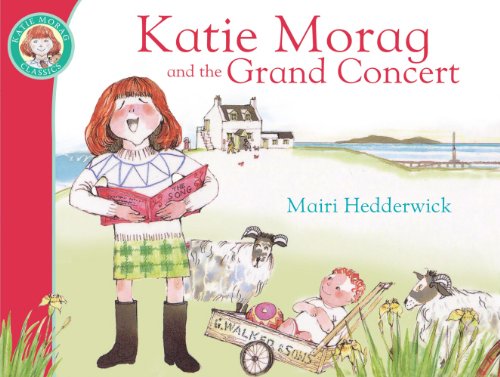 KATIE MORAG
CLASSICS
Katie Morag
and the Grand Concert
Mairi Hedderwick
THE
SONG
G. WALKER & SONS